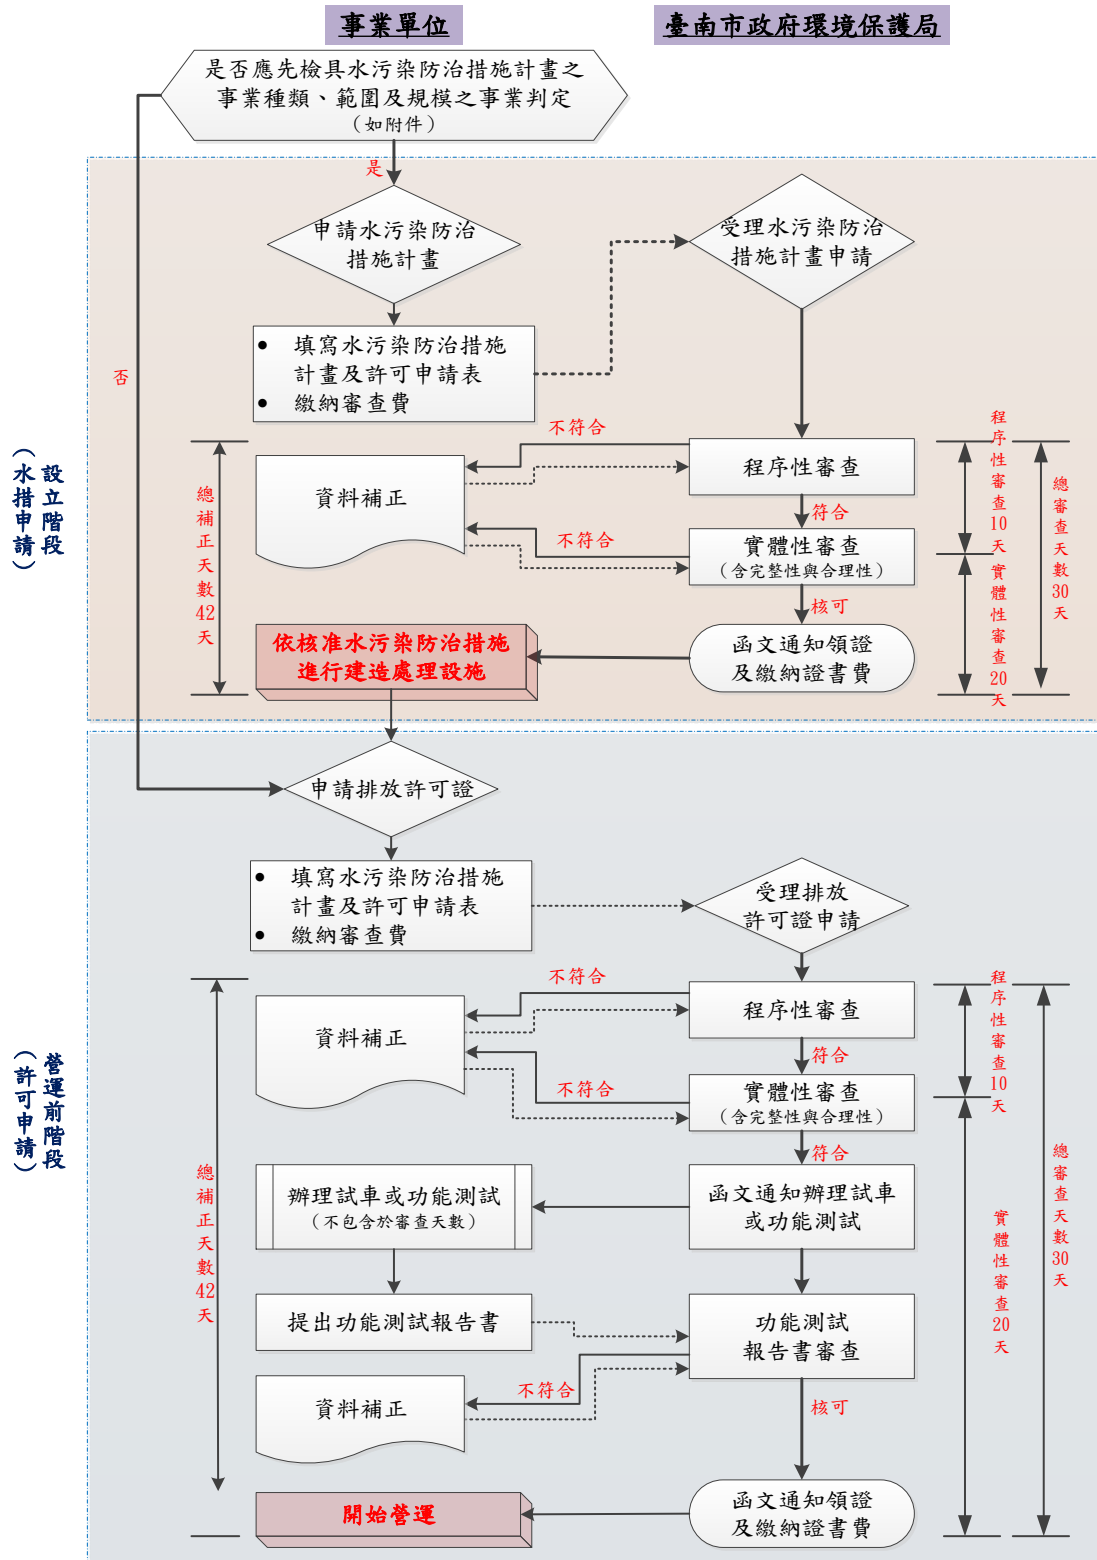 事業單位
臺南市政府環境保護局
是否應先檢具水污染防治措施計畫之
事業種類、範圍及規模之事業判定
（如附件）
是
否
設立階段
（水措申請）
申請水污染防治
措施計畫
受理水污染防治
措施計畫申請
● 填寫水污染防治措施
計畫及許可申請表
● 繳納審查費
不符合
程序性審查
資料補正
符合
不符合
實體性審查
（含完整性與合理性）
核可
依核准水污染防治措施
進行建造處理設施
函文通知領證
及繳納證書費
總補正天數42天
程序性審查10天
實體性審查20天
總審查天數30天
營運前階段
（許可申請）
申請排放許可證
● 填寫水污染防治措施
計畫及許可申請表
● 繳納審查費
受理排放
許可證申請
不符合
程序性審查
資料補正
符合
不符合
實體性審查
（含完整性與合理性）
符合
辦理試車或功能測試
（不包含於審查天數）
函文通知辦理試車
或功能測試
提出功能測試報告書
功能測試
報告書審查
不符合
資料補正
核可
開始營運
函文通知領證
及繳納證書費
總補正天數42天
程序性審查10天
實體性審查20天
總審查天數30天